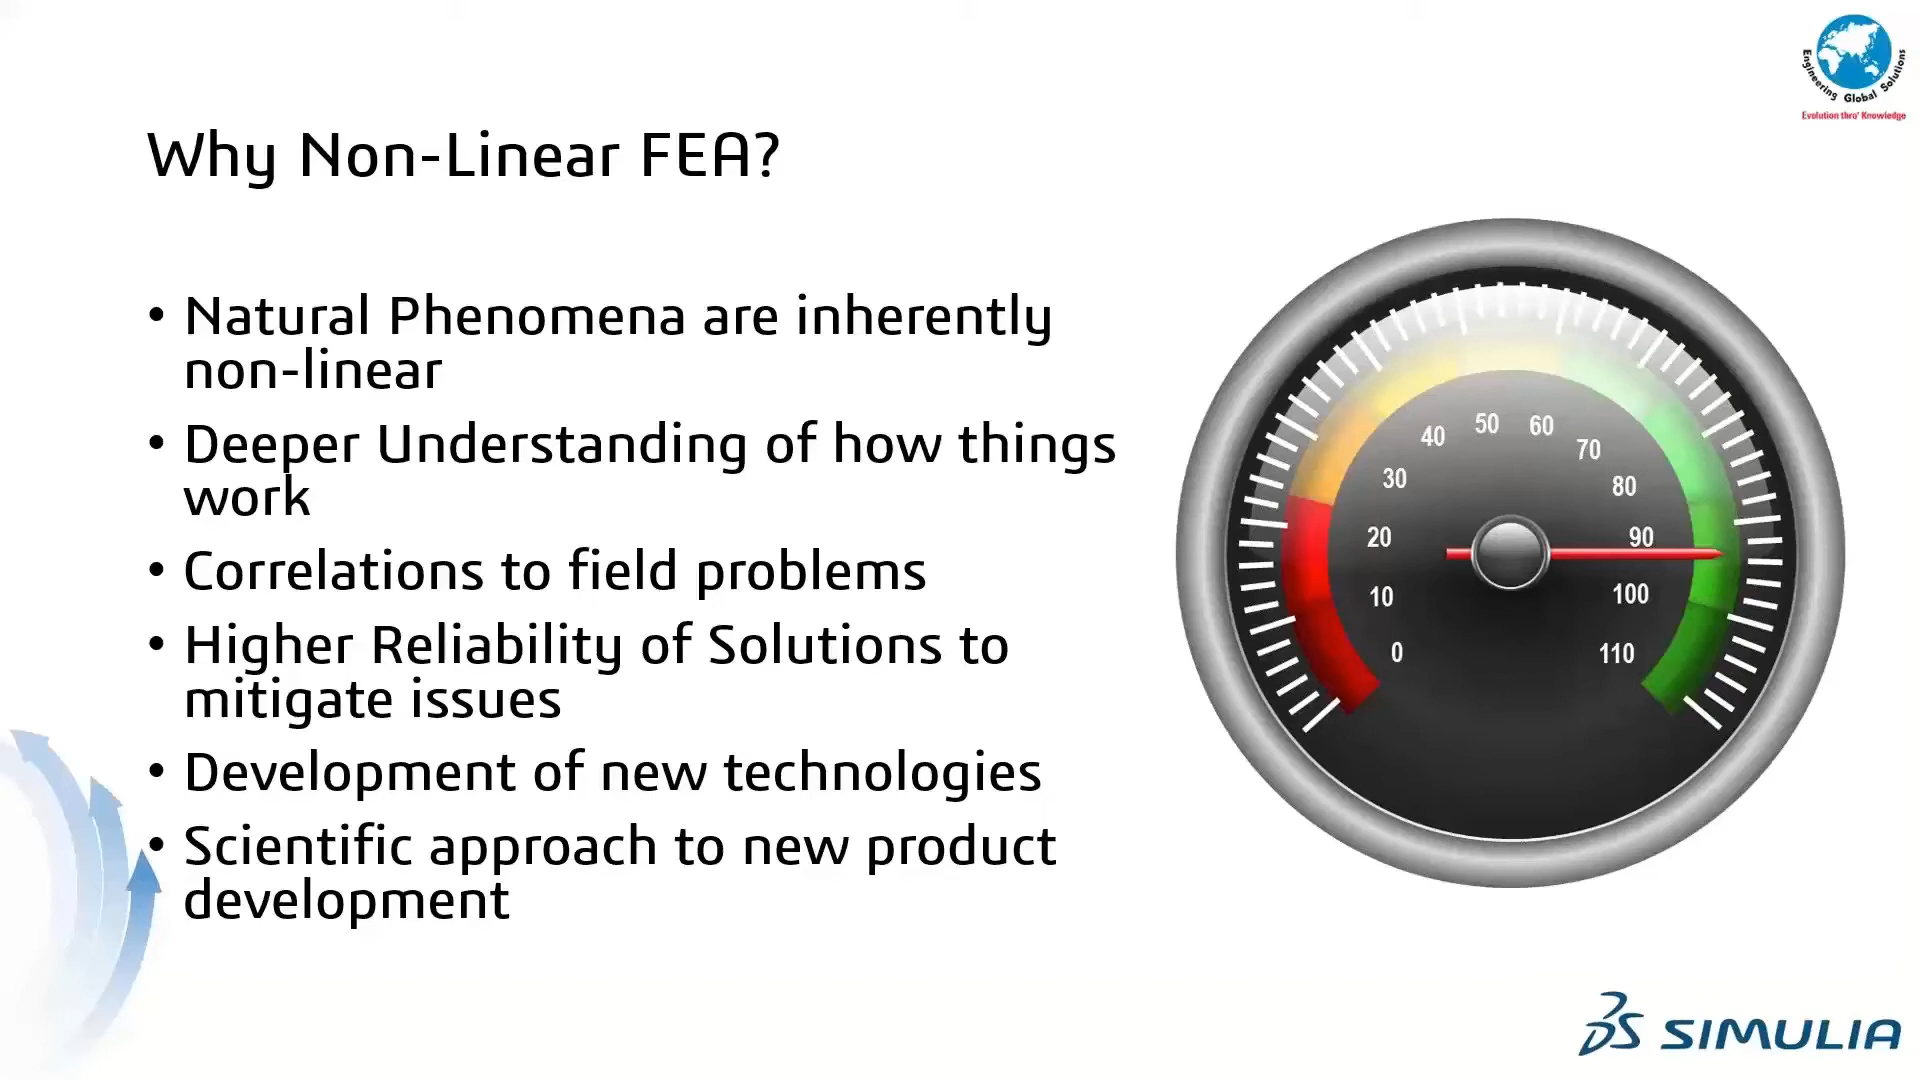 Engineering Global Solutions
Evolution thro' Knowledge
Why Non-Linear FEA?
• Natural Phenomena are inherently
non-linear
• Deeper Understanding of how things
work
• Correlations to field problems
• Higher Reliability of Solutions to
mitigate issues
• Development of new technologies
• Scientific approach to new product
development
0
10
20
30
40
50
60
70
80
90
100
110
3DS SIMULIA